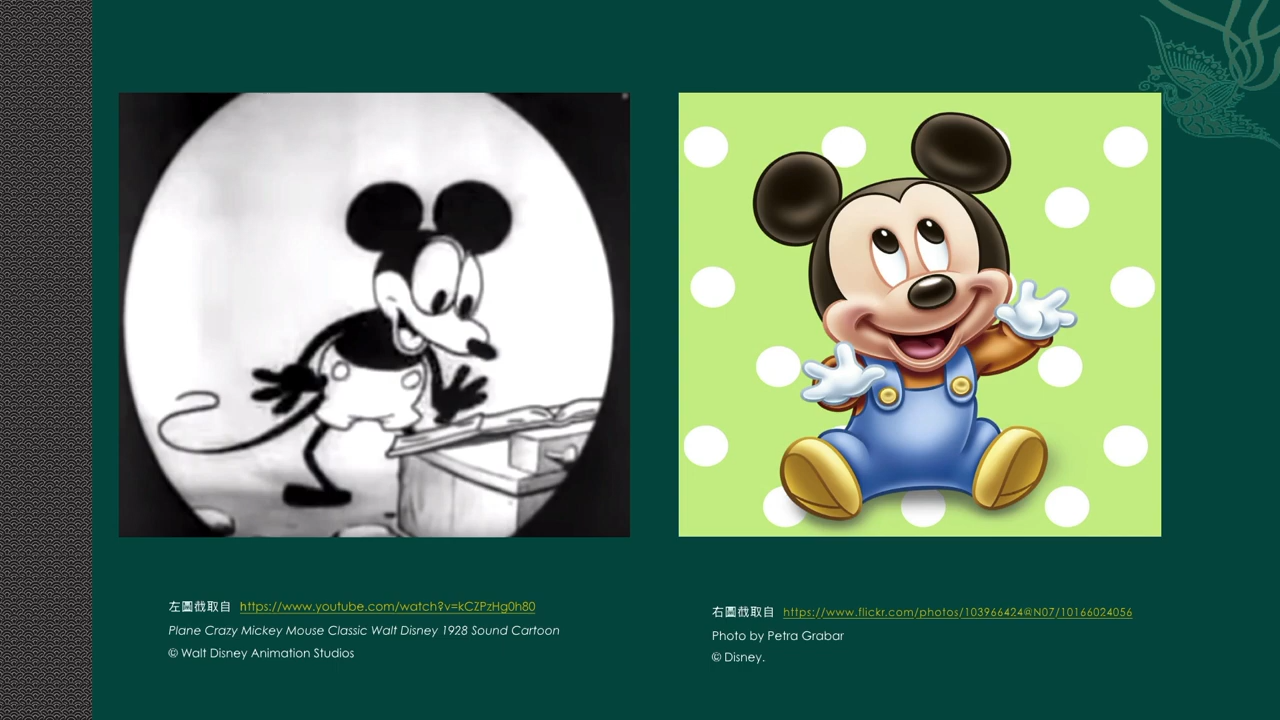 左圖截取自 https://www.youtube.com/watch?v=kCZPzHg0h80
Plane Crazy Mickey Mouse Classic Walt Disney 1928 Sound Cartoon
© Walt Disney Animation Studios
右圖截取自 https://www.flickr.com/photos/103966424@N07/10166024056
Photo by Petra Grabar
© Disney.